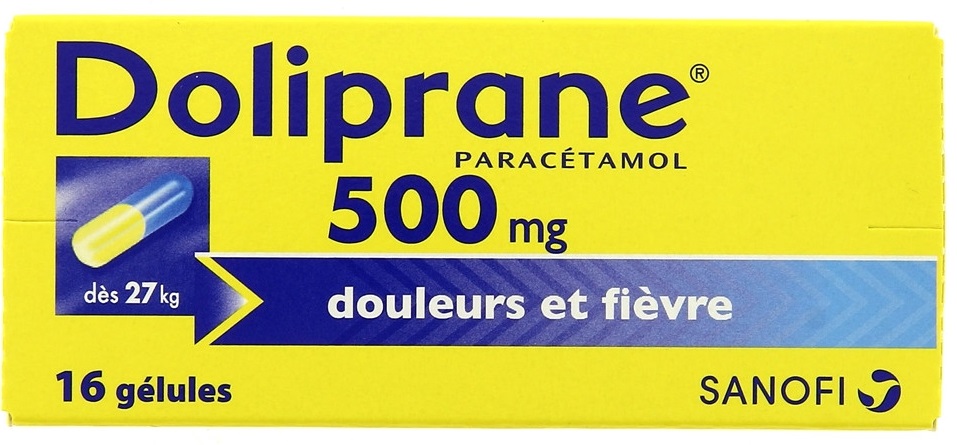 Doliprane®
PARACÉTAMOL
500 mg
dès 27 kg
douleurs et fièvre
16 gélules
SANOFI